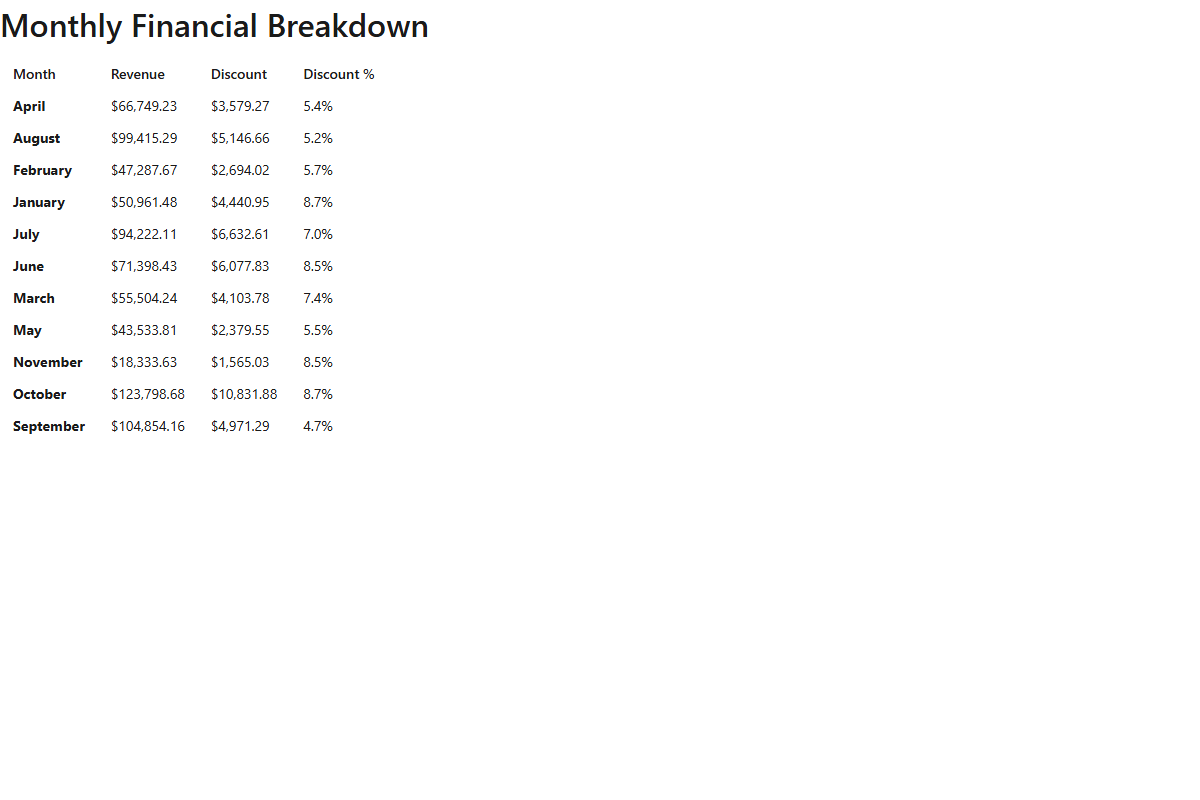 Monthly Financial Breakdown
Month Revenue Discount Discount %
April $66,749.23 $3,579.27 5.4%
August $99,415.29 $5,146.66 5.2%
February $47,287.67 $2,694.02 5.7%
January $50,961.48 $4,440.95 8.7%
July $94,222.11 $6,632.61 7.0%
June $71,398.43 $6,077.83 8.5%
March $55,504.24 $4,103.78 7.4%
May $43,533.81 $2,379.55 5.5%
November $18,333.63 $1,565.03 8.5%
October $123,798.68 $10,831.88 8.7%
September $104,854.16 $4,971.29 4.7%